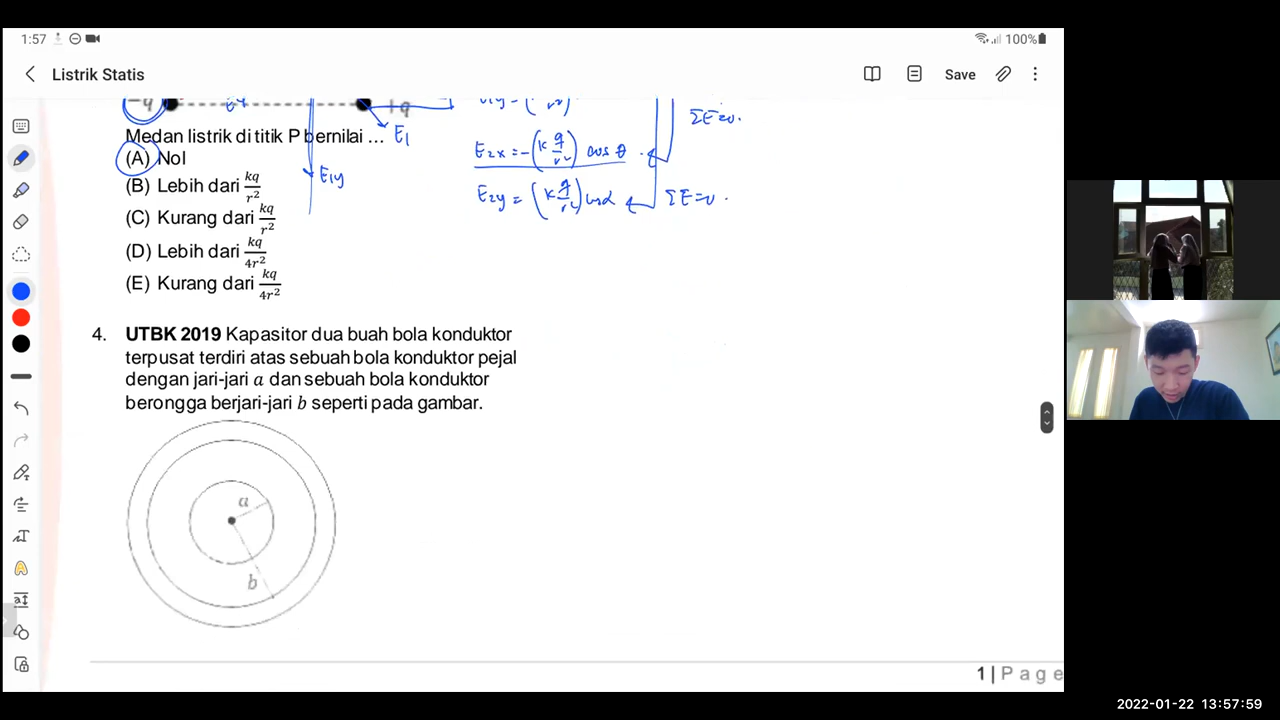 1:57
100%
Listrik Statis
Save
-q
+q
E1
ΣE=0.
Medan listrik di titik P bernilai ...
(A) Nol
E2x = -(k q/r²) cos θ
E1y
(B) Lebih dari kq/r²
E2y = (k q/r²) cos α
ΣE=0.
(C) Kurang dari kq/r²
(D) Lebih dari kq/4r²
(E) Kurang dari kq/4r²
4. UTBK 2019 Kapasitor dua buah bola konduktor
terpusat terdiri atas sebuah bola konduktor pejal
dengan jari-jari a dan sebuah bola konduktor
berongga berjari-jari b seperti pada gambar.
a
b
1 | Page
2022-01-22 13:57:59